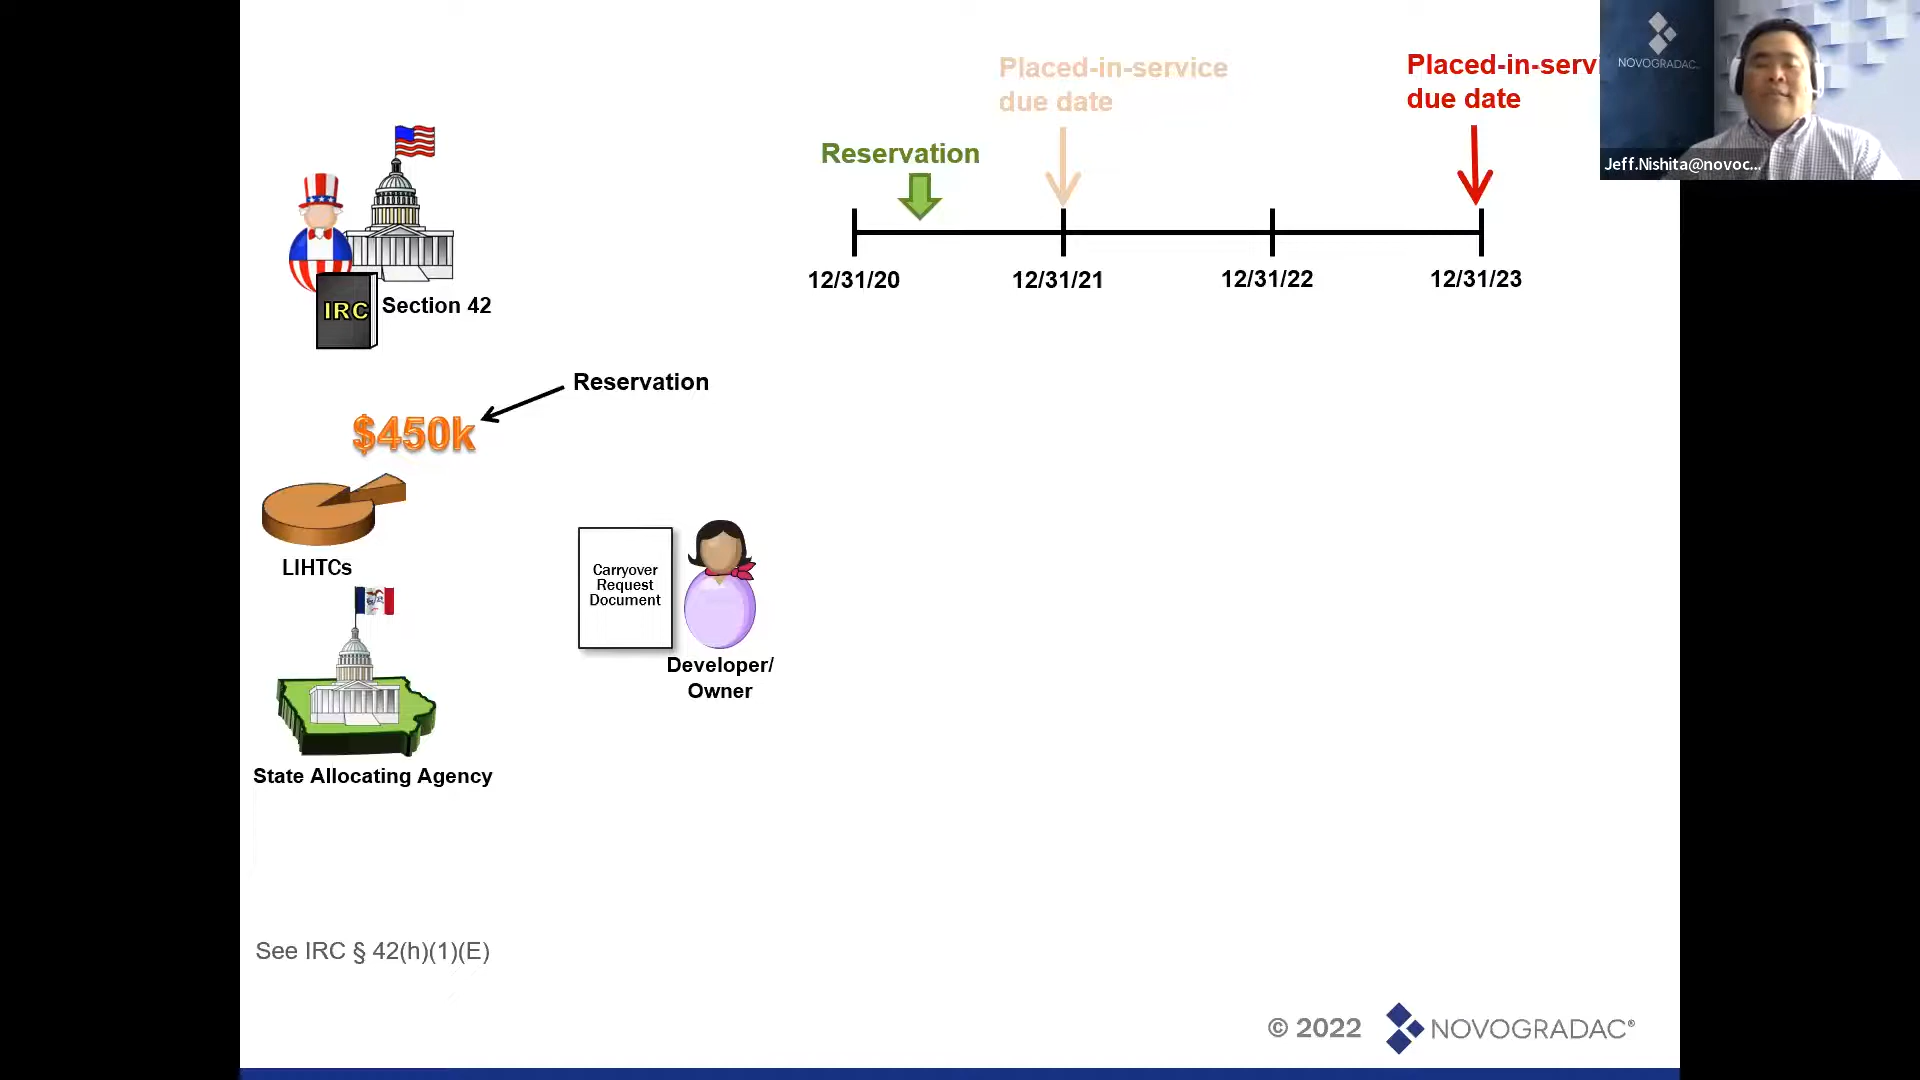 Placed-in-service
due date
Placed-in-servi
due date
NOVOGRADAC
Jeff.Nishita@novoc...
Reservation
12/31/20
12/31/21
12/31/22
12/31/23
IRC
Section 42
Reservation
$450k
LIHTCs
Carryover
Request
Document
Developer/
Owner
State Allocating Agency
See IRC § 42(h)(1)(E)
© 2022
NOVOGRADAC®